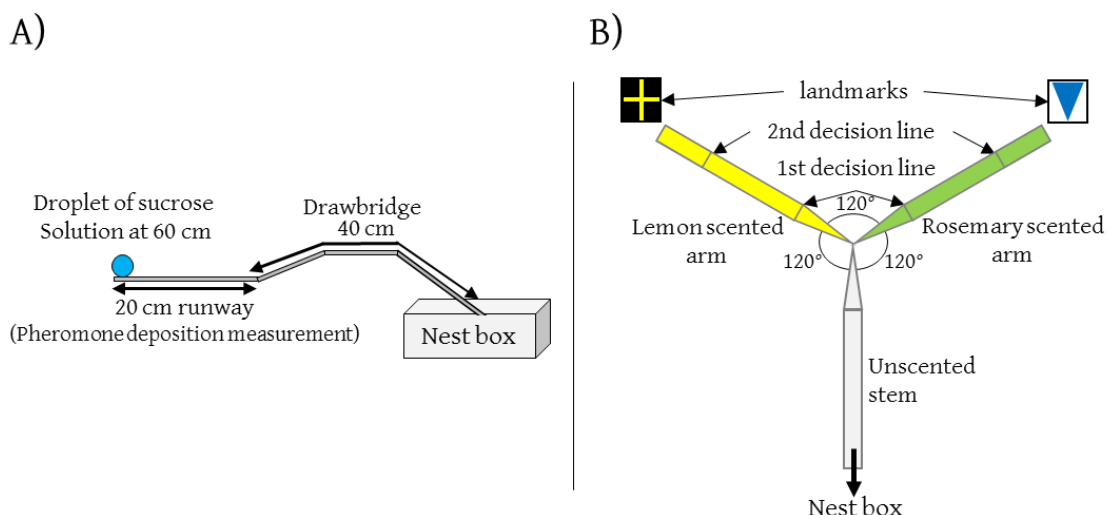 A)
Droplet of sucrose
Solution at 60 cm
Drawbridge
40 cm
20 cm runway
(Pheromone deposition measurement)
Nest box
B)
landmarks
2nd decision line
1st decision line
120°
Lemon scented
arm
Rosemary scented
arm
120°
120°
Unscented
stem
Nest box